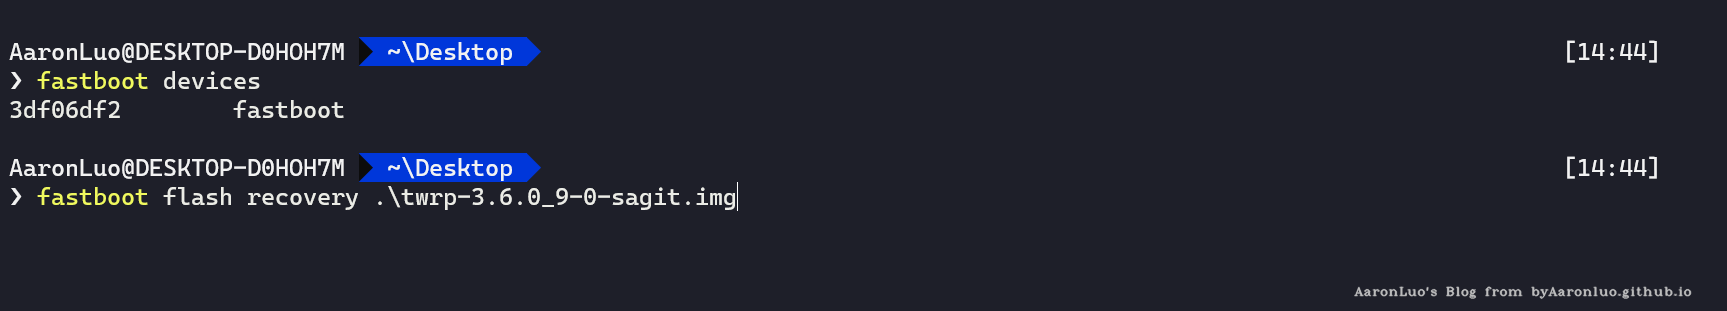 AaronLuo@DESKTOP-D0HOH7M ~\Desktop [14:44]
❯ fastboot devices
3df06df2 fastboot
AaronLuo@DESKTOP-D0HOH7M ~\Desktop [14:44]
❯ fastboot flash recovery .\twrp-3.6.0_9-0-sagit.img
AaronLuo's Blog from byAaronluo.github.io